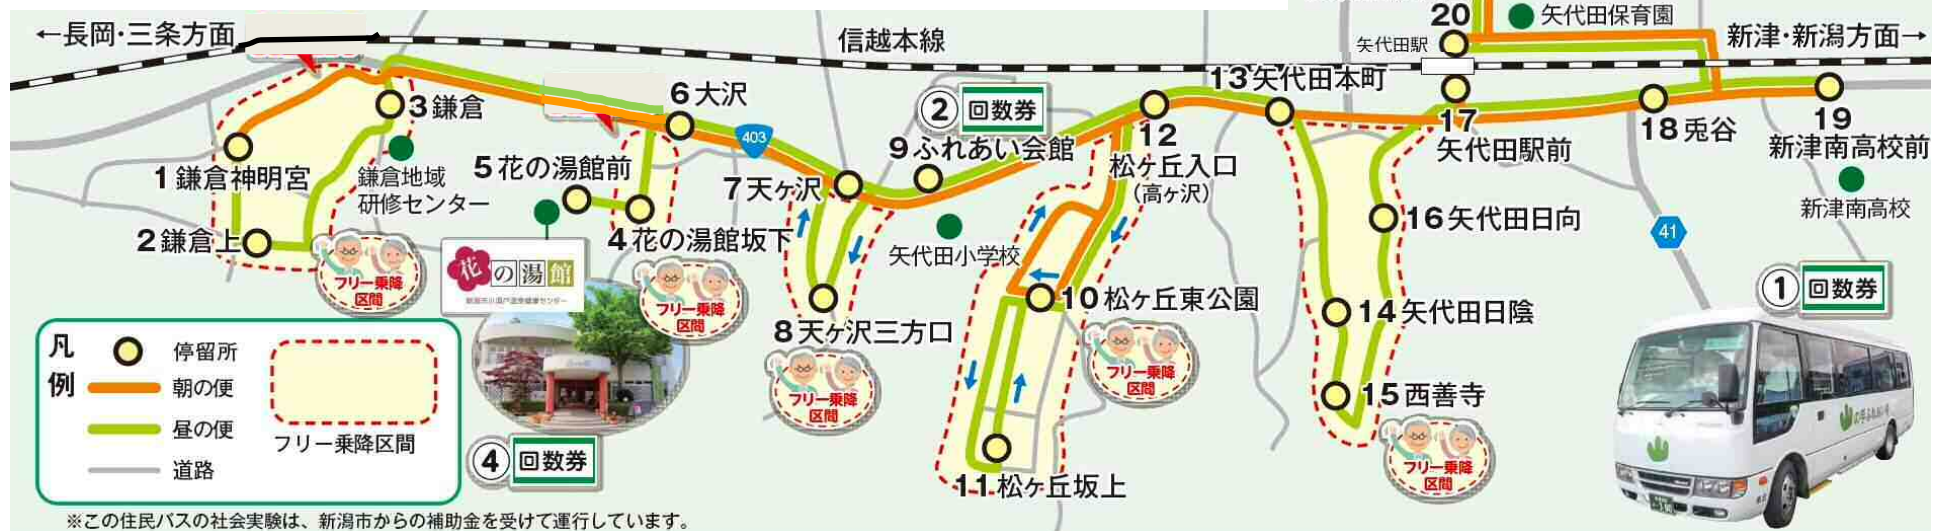 ←長岡・三条方面
信越本線
20
矢代田保育園
矢代田駅
新津・新潟方面→
3 鎌倉
6 大沢
② 回数券
13 矢代田本町
403
1 鎌倉神明宮
鎌倉地域
研修センター
5 花の湯館前
7 天ヶ沢
9 ふれあい会館
12
松ヶ丘入口
(高ヶ沢)
17
矢代田駅前
18 兎谷
19
新津南高校前
新津南高校
2 鎌倉上
4 花の湯館坂下
矢代田小学校
16 矢代田日向
41
フリー乗降
区間
花の湯館
フリー乗降
区間
8 天ヶ沢三方口
10 松ヶ丘東公園
14 矢代田日陰
① 回数券
凡例
停留所
朝の便
昼の便
道路
フリー乗降区間
フリー乗降
区間
フリー乗降
区間
15 西善寺
④ 回数券
11 松ヶ丘坂上
フリー乗降
区間
※この住民バスの社会実験は、新潟市からの補助金を受けて運行しています。